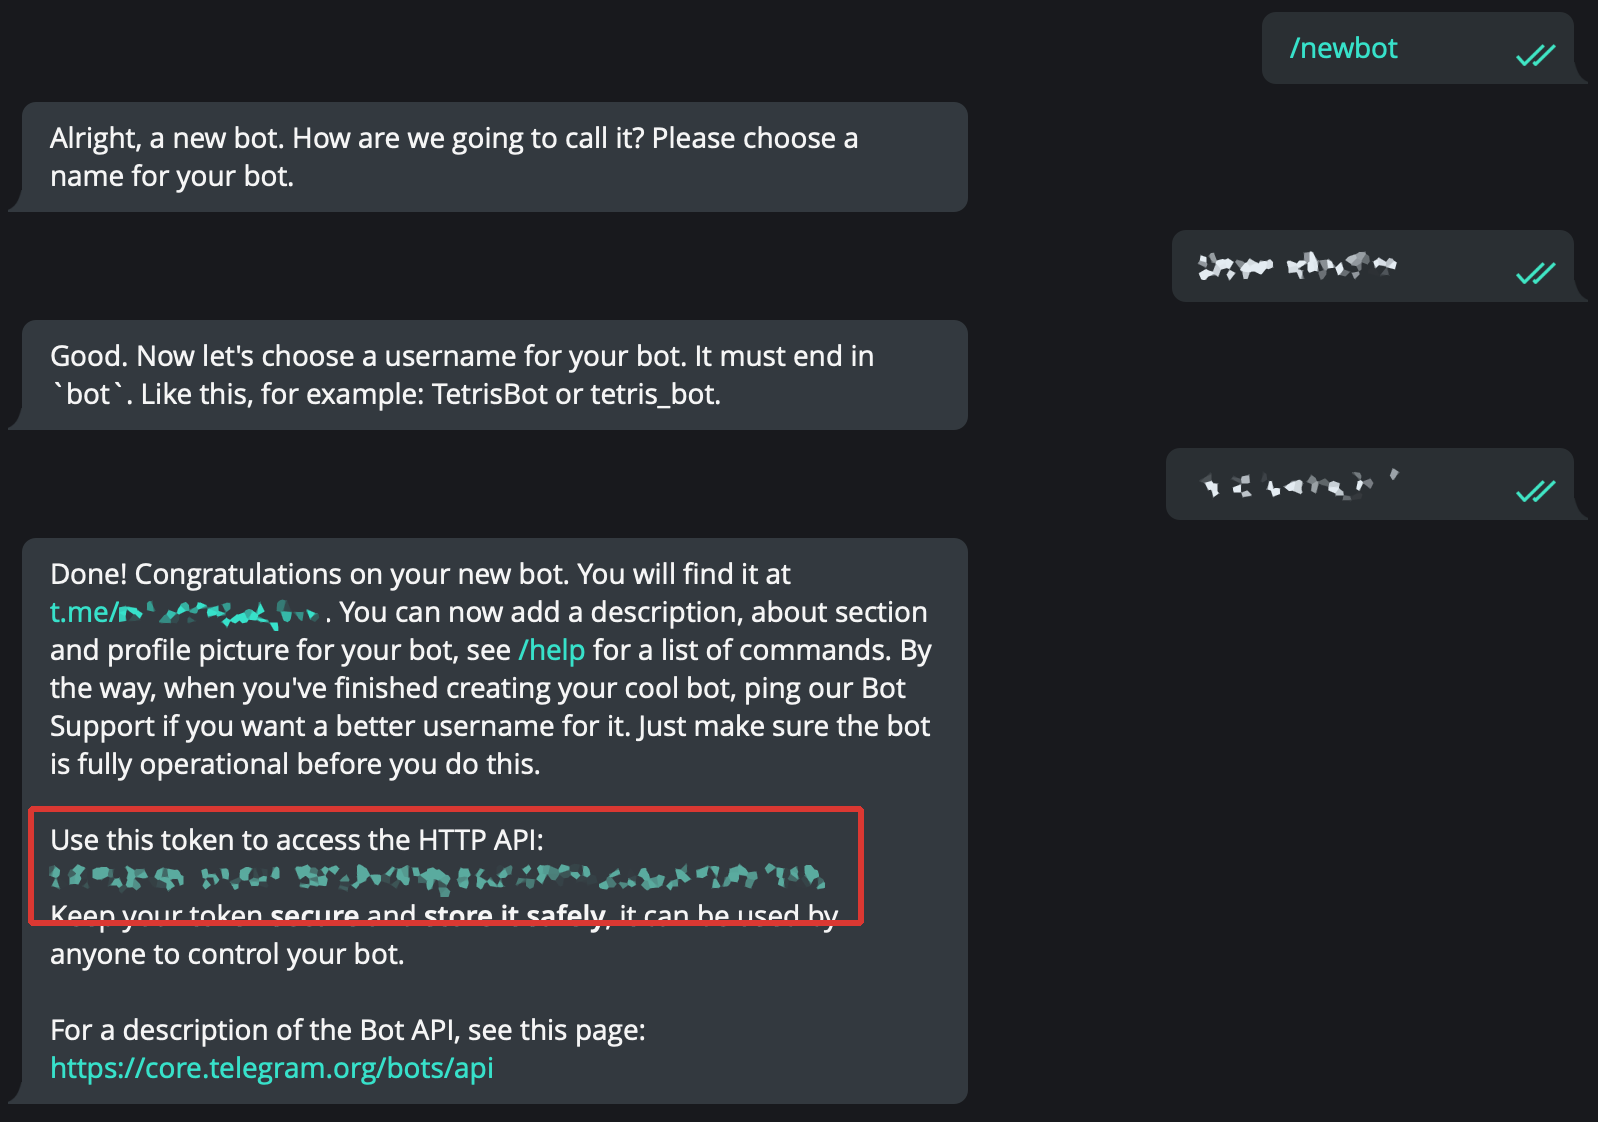 /newbot
Alright, a new bot. How are we going to call it? Please choose a
name for your bot.
Good. Now let's choose a username for your bot. It must end in
`bot`. Like this, for example: TetrisBot or tetris_bot.
Done! Congratulations on your new bot. You will find it at
t.me/ . You can now add a description, about section
and profile picture for your bot, see /help for a list of commands. By
the way, when you've finished creating your cool bot, ping our Bot
Support if you want a better username for it. Just make sure the bot
is fully operational before you do this.
Use this token to access the HTTP API:
Keep your token secure and store it safely, it can be used by
anyone to control your bot.
For a description of the Bot API, see this page:
https://core.telegram.org/bots/api